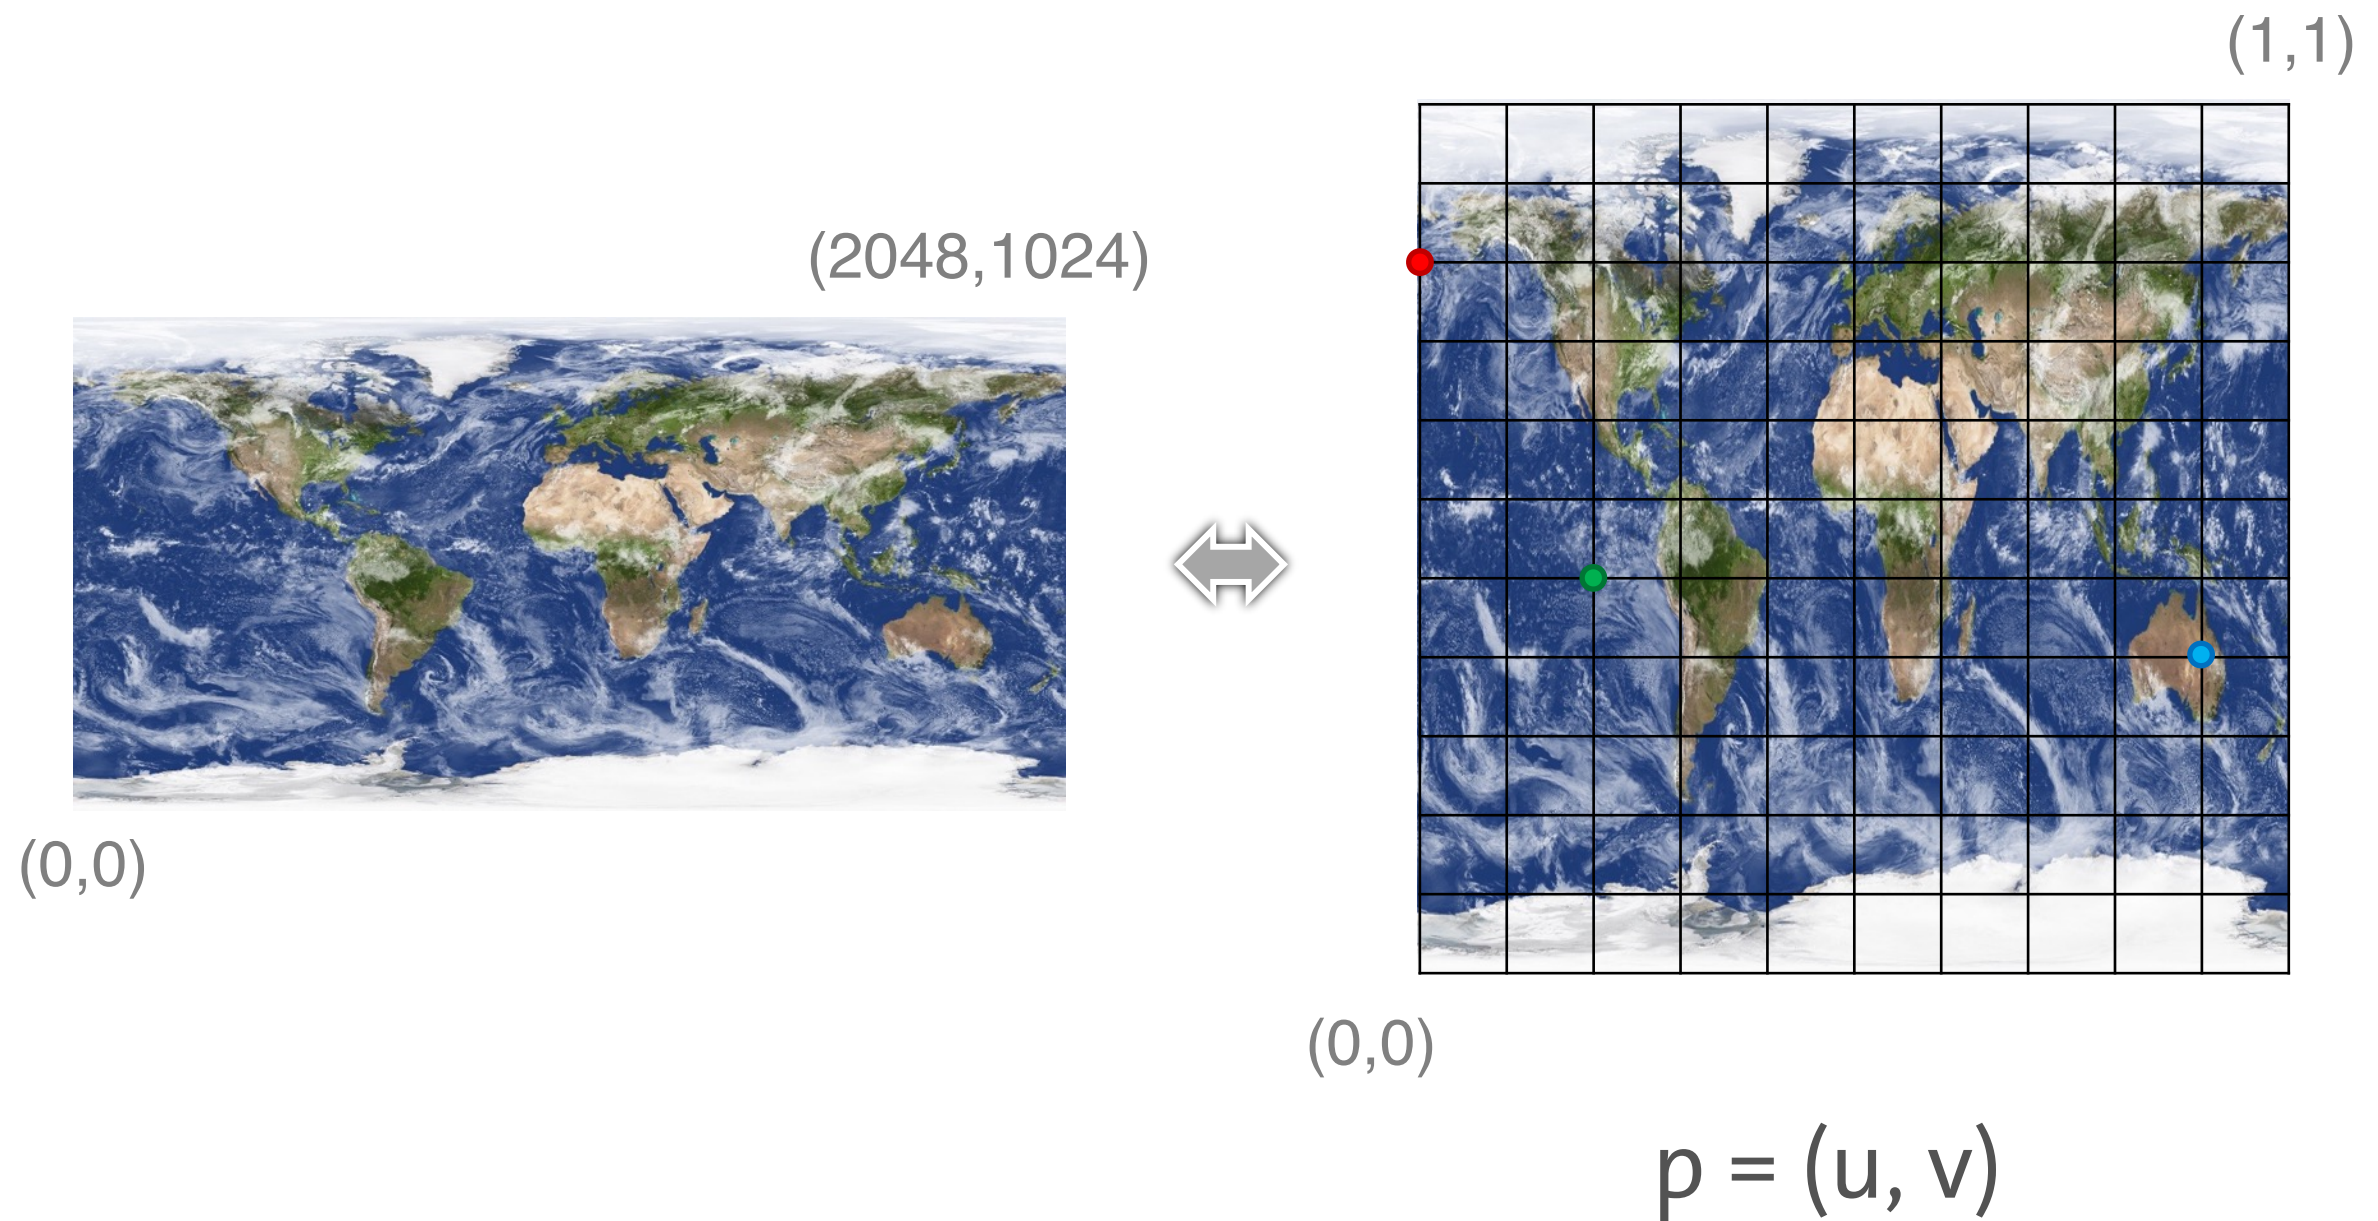 (1,1)
(2048,1024)
(0,0)
(0,0)
p = (u, v)